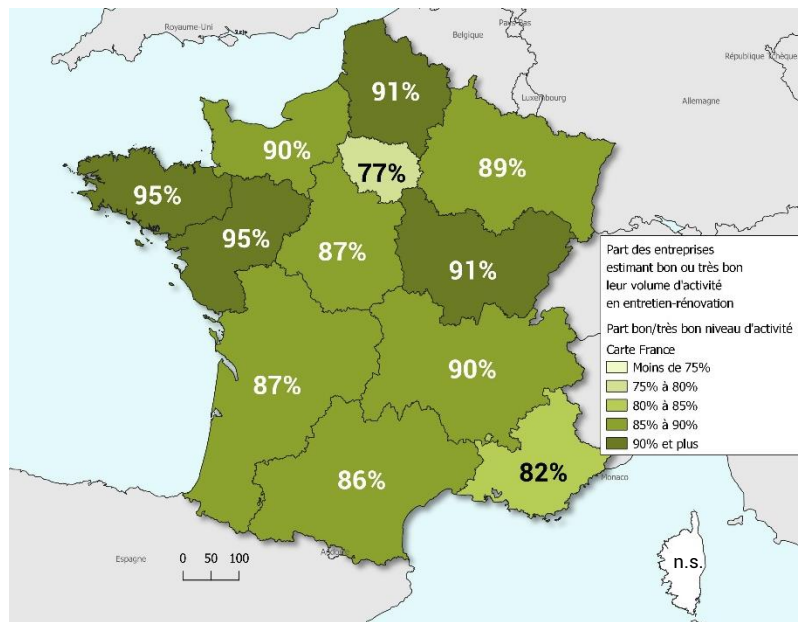 Royaume-Uni
Belgique
Pays-Bas
République Tchèque
Luxembourg
Allemagne
91%
90%
77%
89%
95%
95%
87%
91%
Part des entreprises
estimant bon ou très bon
leur volume d'activité
en entretien-rénovation
Part bon/très bon niveau d'activité
Carte France
Moins de 75%
75% à 80%
80% à 85%
85% à 90%
90% et plus
87%
90%
86%
82%
Monaco
Espagne
0 50 100
n.s.